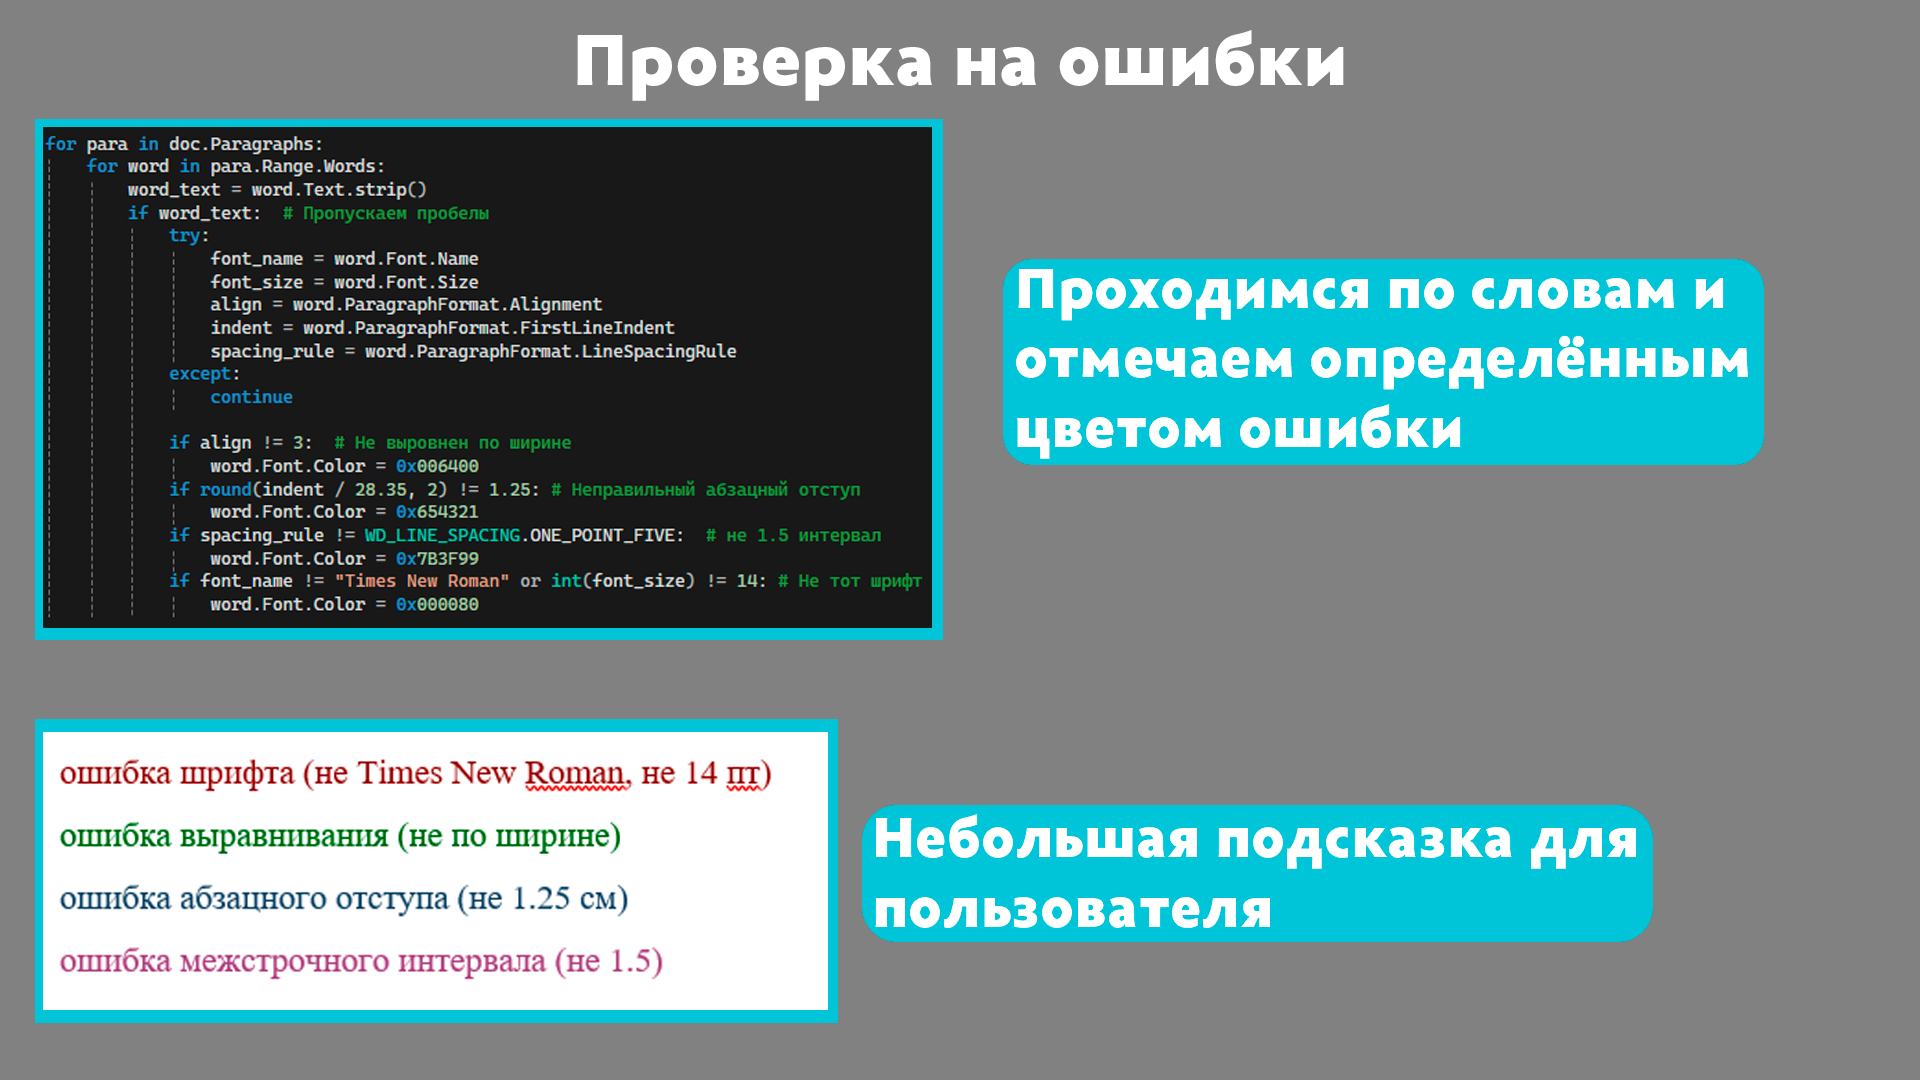 Проверка на ошибки
for para in doc.Paragraphs:
for word in para.Range.Words:
word_text = word.Text.strip()
if word_text:  # Пропускаем пробелы
try:
font_name = word.Font.Name
font_size = word.Font.Size
align = word.ParagraphFormat.Alignment
indent = word.ParagraphFormat.FirstLineIndent
spacing_rule = word.ParagraphFormat.LineSpacingRule
except:
continue
if align != 3:  # Не выровнен по ширине
word.Font.Color = 0x006400
if round(indent / 28.35, 2) != 1.25: # Неправильный абзацный отступ
word.Font.Color = 0x654321
if spacing_rule != WD_LINE_SPACING.ONE_POINT_FIVE:  # не 1.5 интервал
word.Font.Color = 0x7B3F99
if font_name != "Times New Roman" or int(font_size) != 14: # Не тот шрифт
word.Font.Color = 0x000080
Проходимся по словам и
отмечаем определённым
цветом ошибки
ошибка шрифта (не Times New Roman, не 14 пт)
ошибка выравнивания (не по ширине)
ошибка абзацного отступа (не 1.25 см)
ошибка межстрочного интервала (не 1.5)
Небольшая подсказка для
пользователя